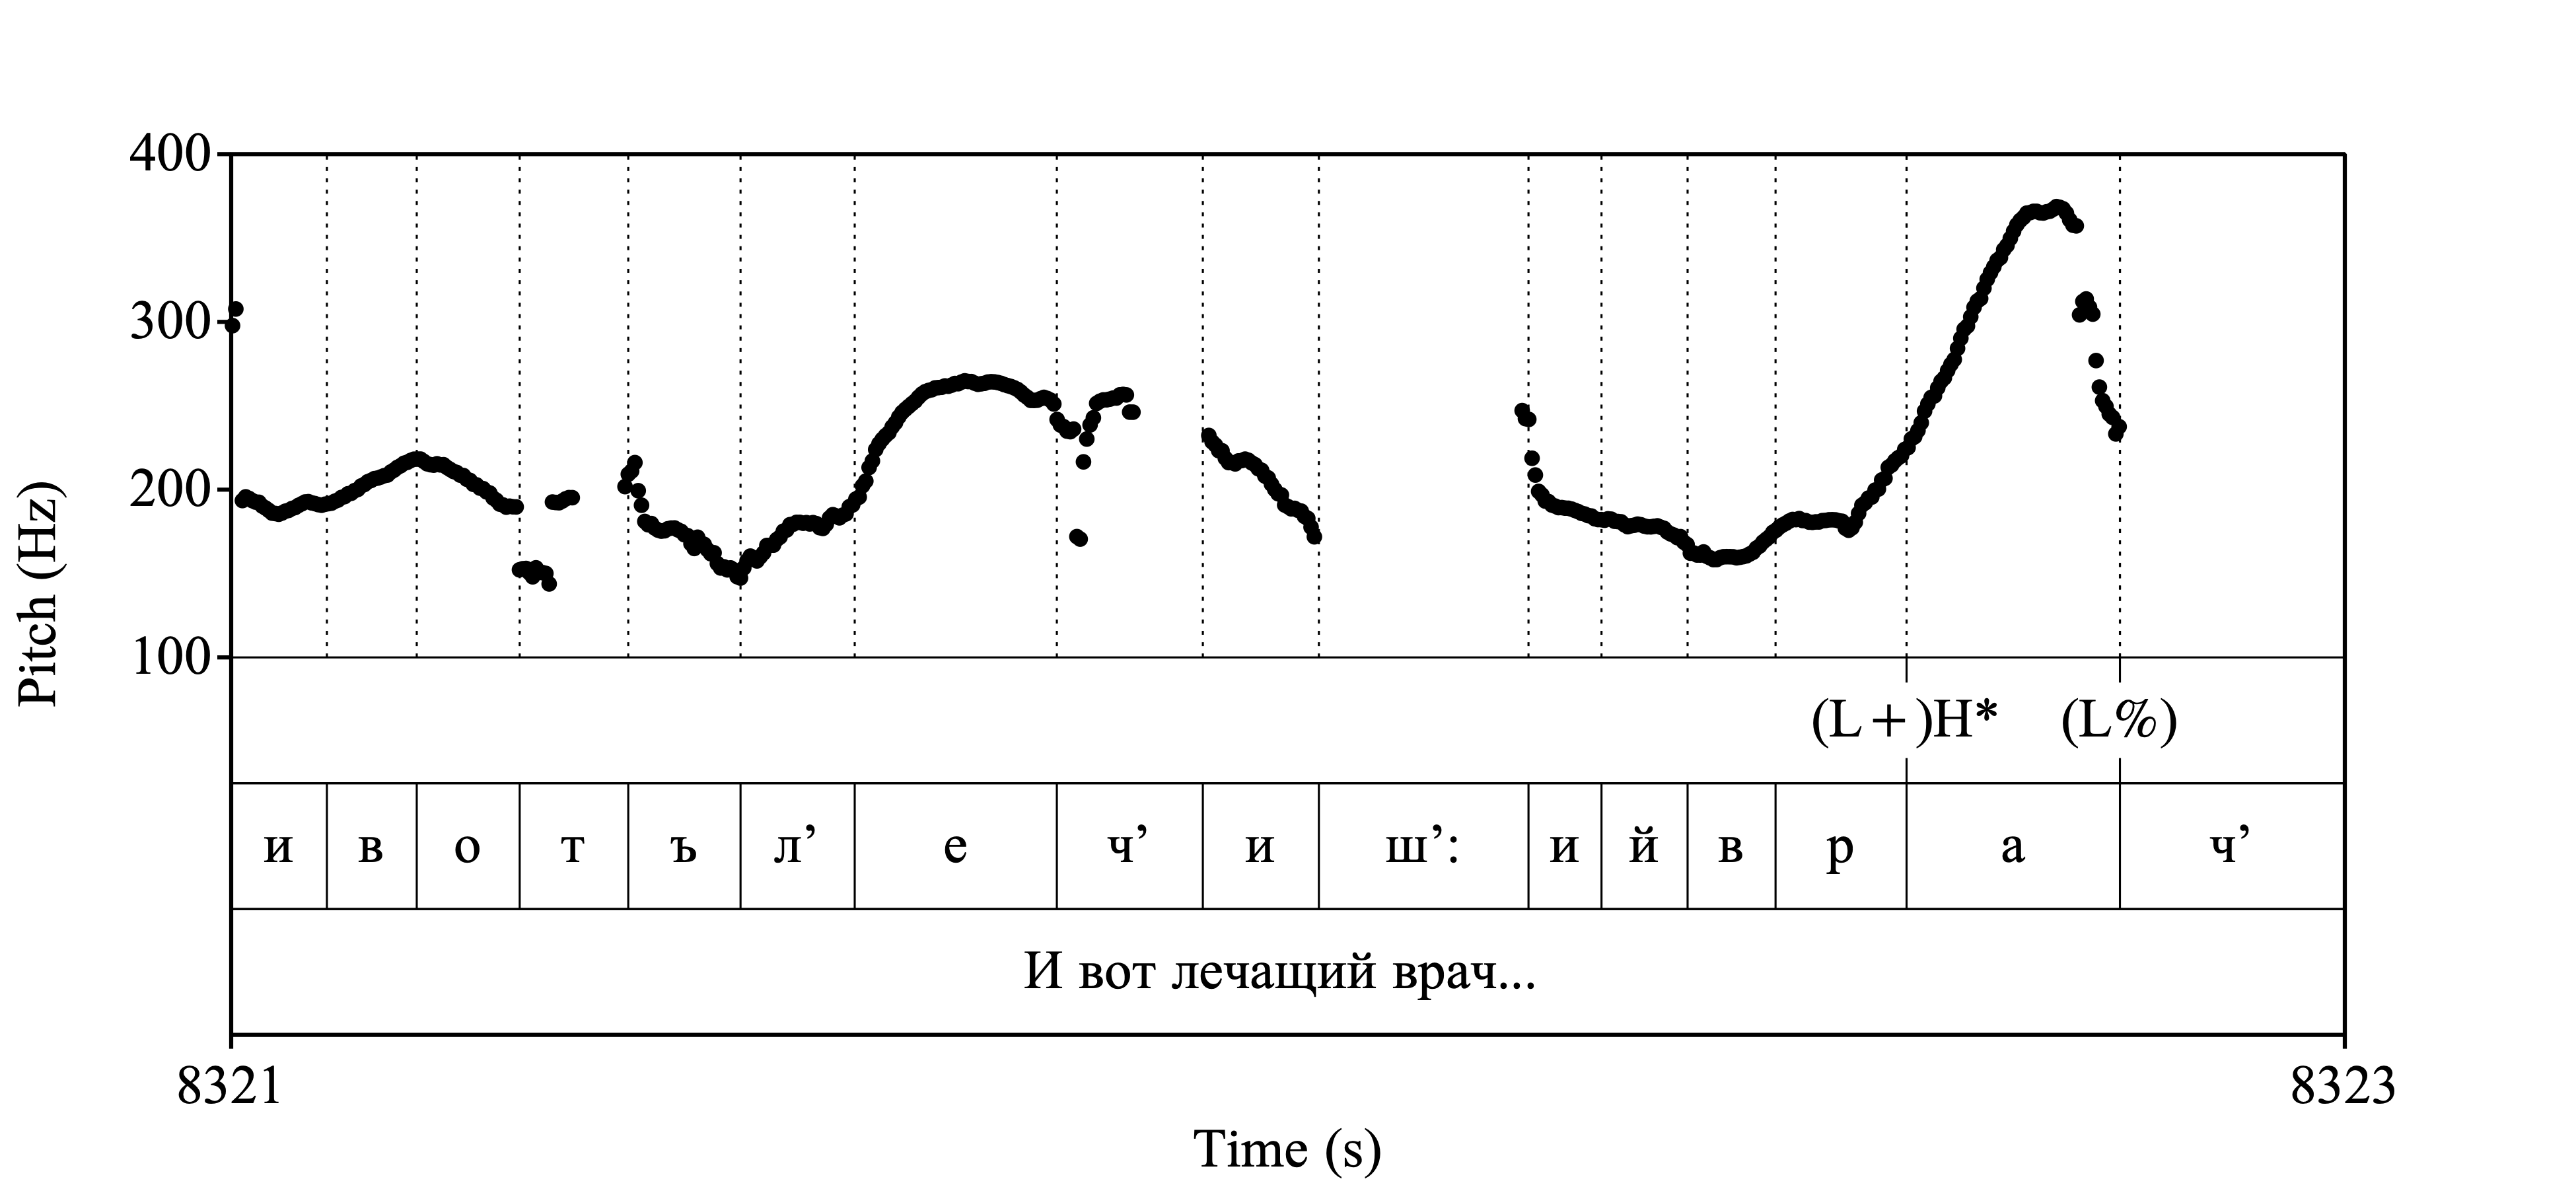 400
300
200
100
Pitch (Hz)
(L+)H* (L%)
и в о т ъ л’ е ч’ и ш’: и й в р а ч’
И вот лечащий врач...
8321 8323
Time (s)